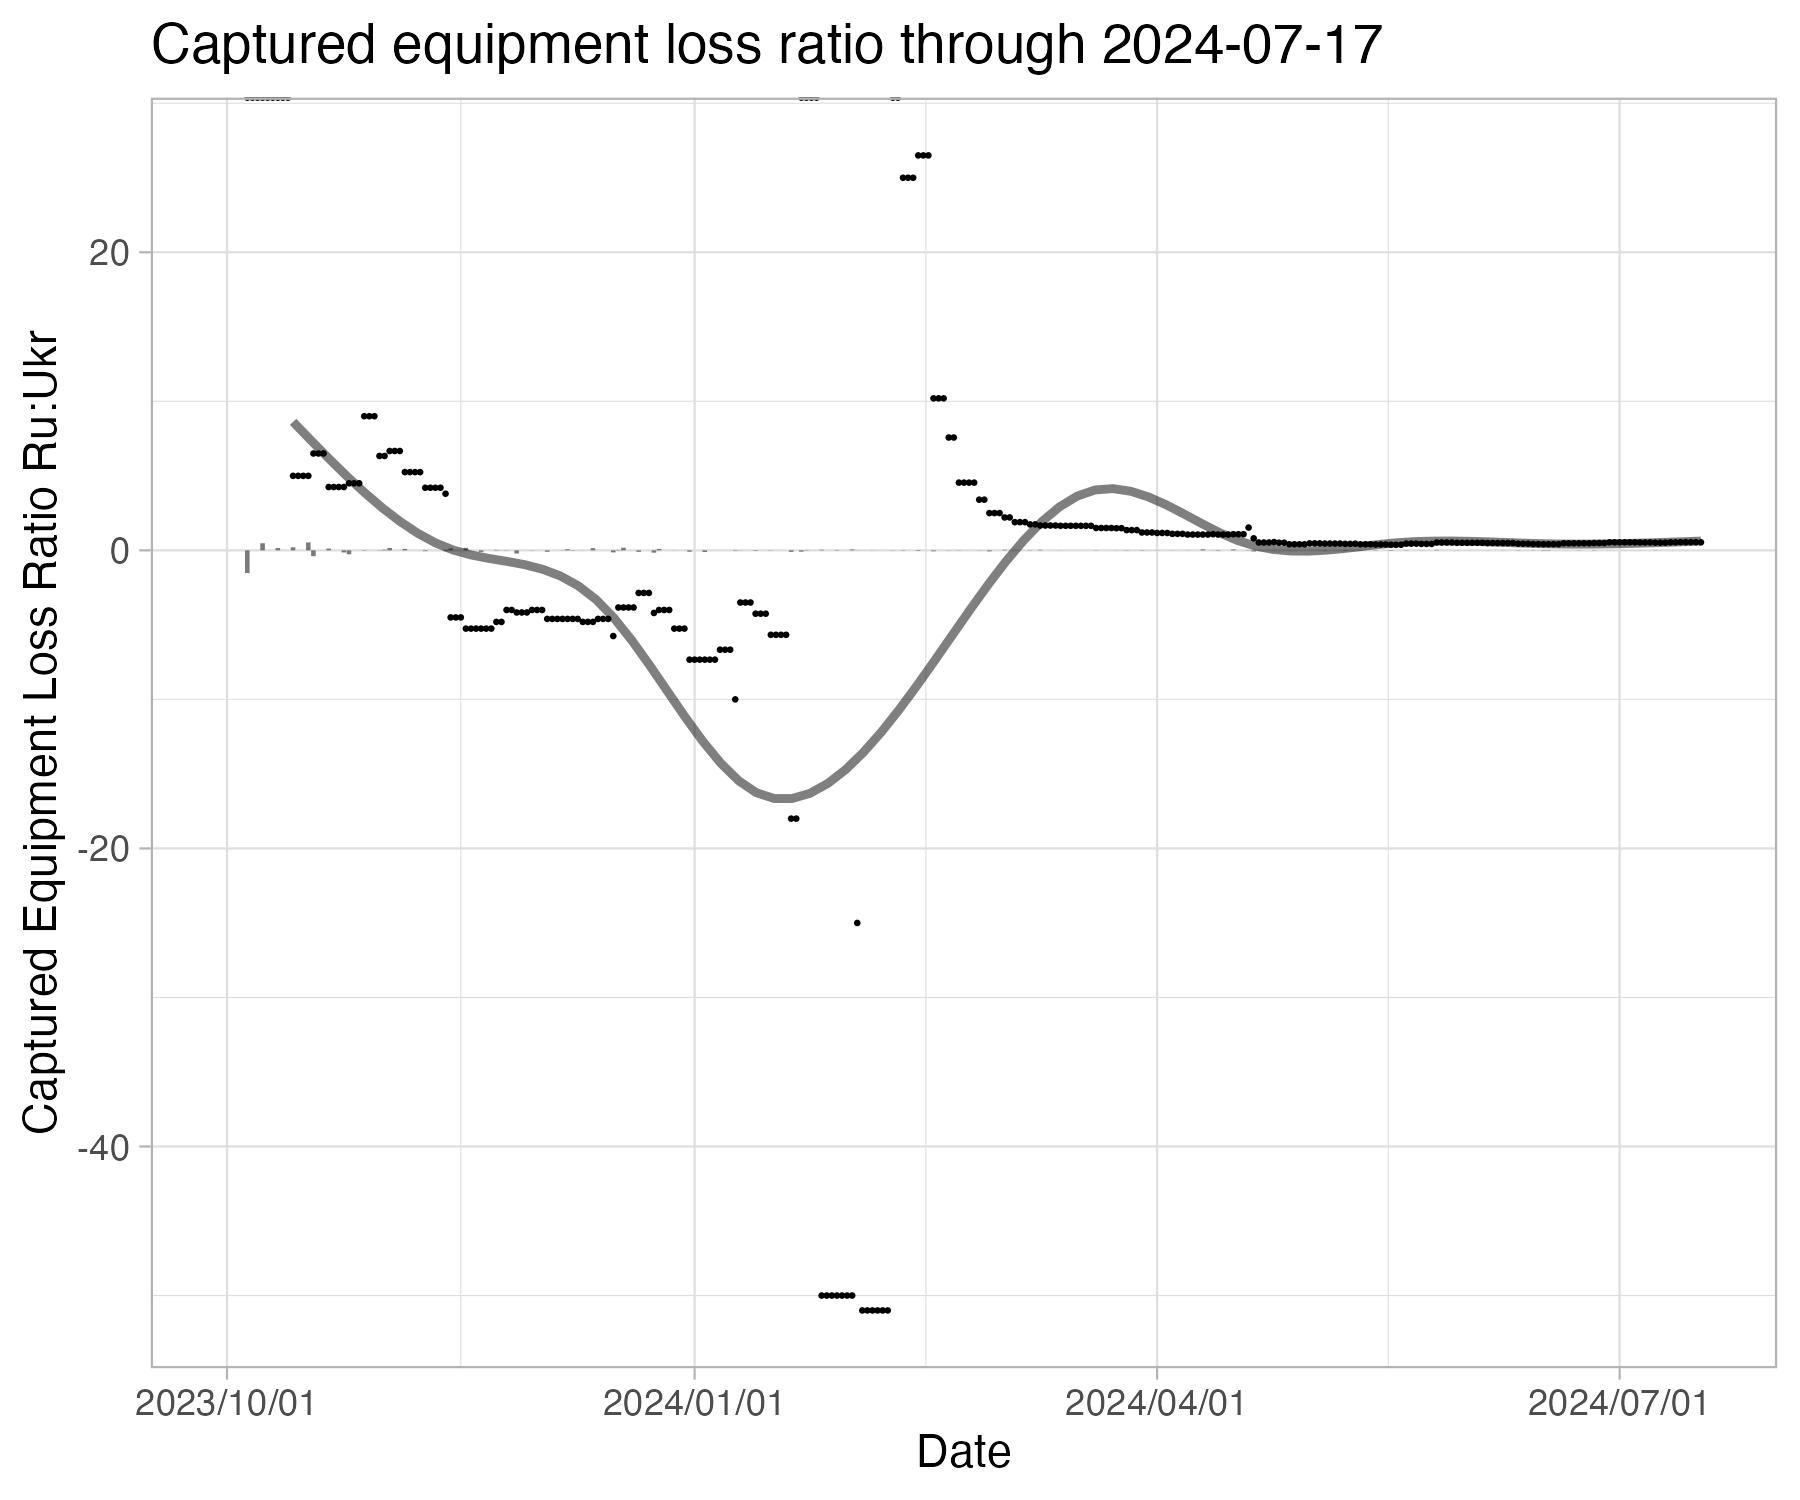 Captured equipment loss ratio through 2024-07-17
Captured Equipment Loss Ratio Ru:Ukr
20
0
-20
-40
2023/10/01
2024/01/01
2024/04/01
2024/07/01
Date